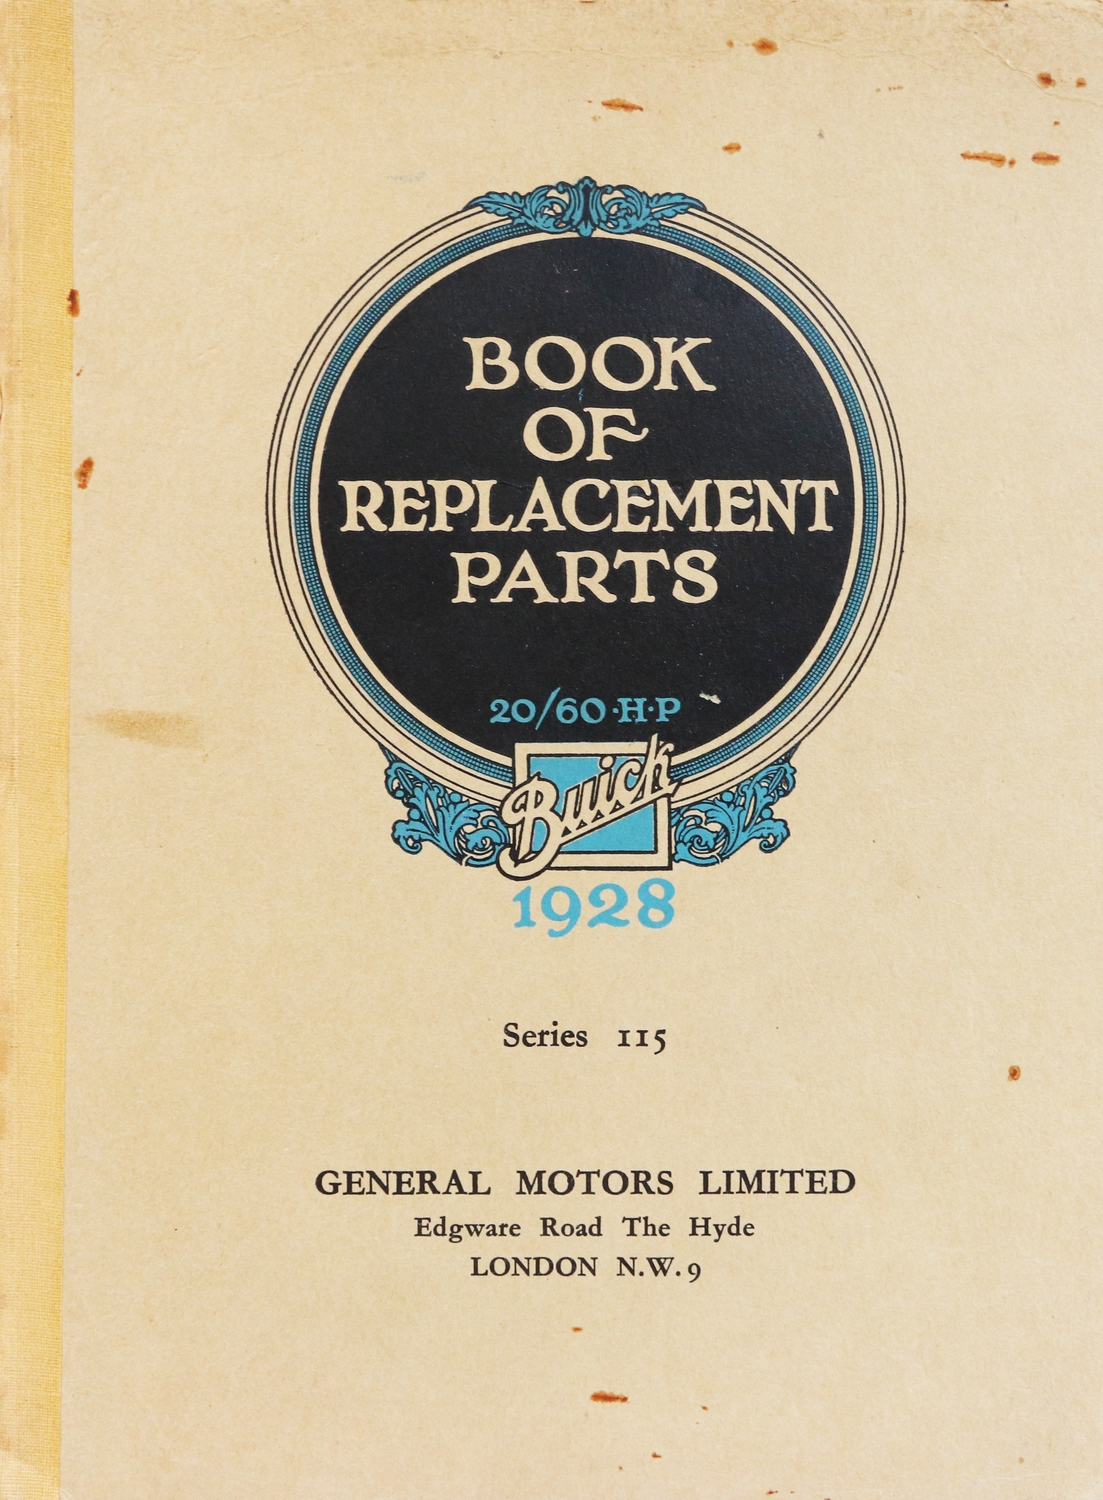 BOOK
OF
REPLACEMENT
PARTS
20/60·H·P
Buick
1928
Series 115
GENERAL MOTORS LIMITED
Edgware Road The Hyde
LONDON N.W.9